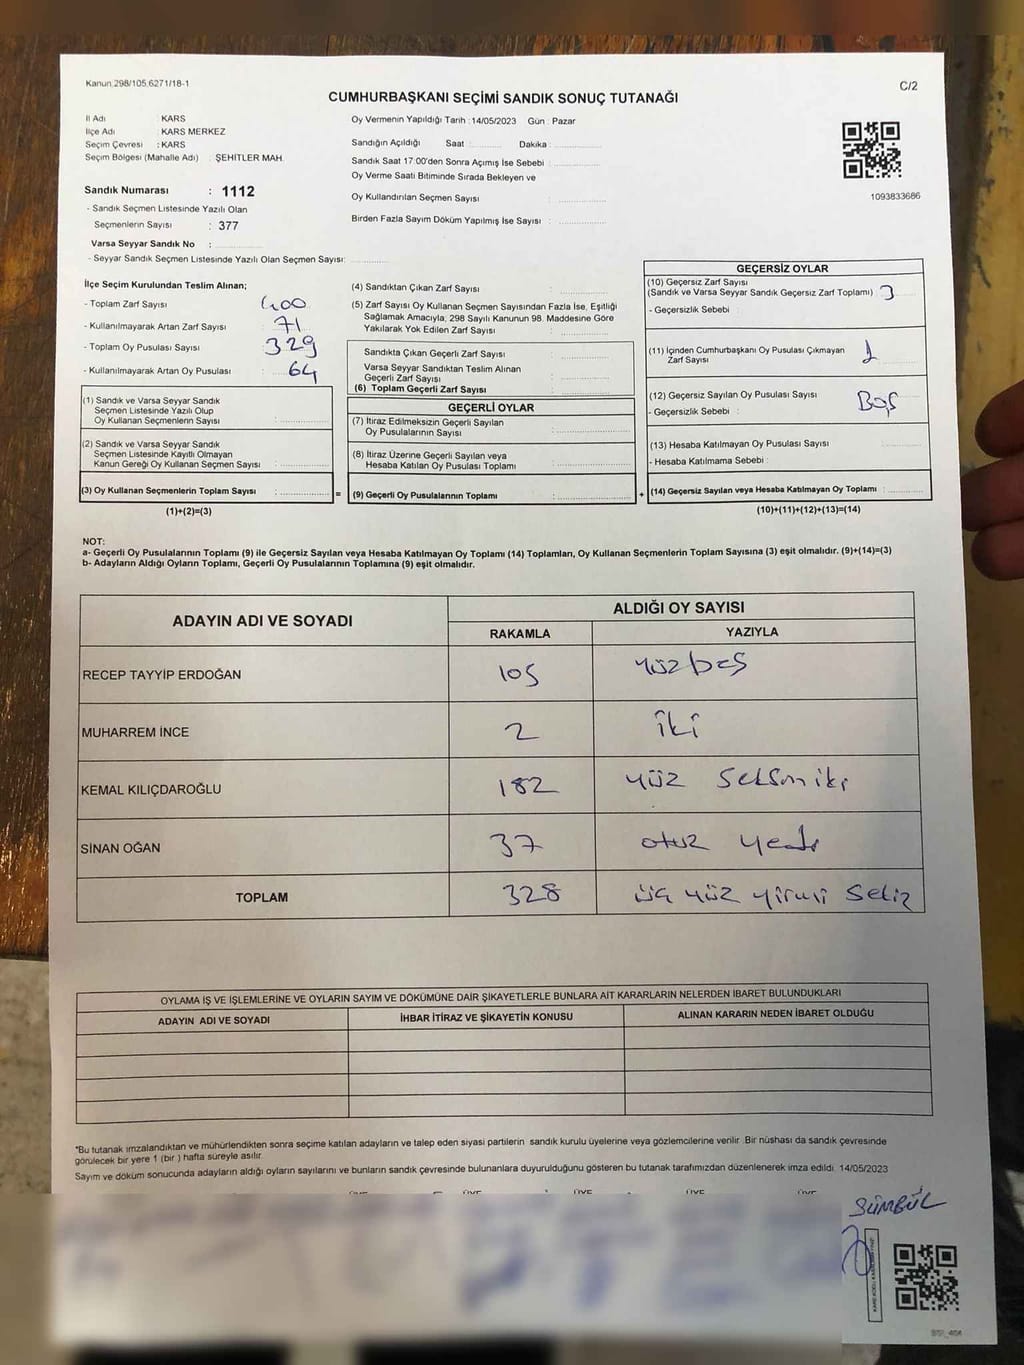 Kanun 298/105,6271/18-1
C/2
CUMHURBAŞKANI SEÇİMİ SANDIK SONUÇ TUTANAĞI
İl Adı : KARS
İlçe Adı : KARS MERKEZ
Seçim Çevresi : KARS
Seçim Bölgesi (Mahalle Adı) : ŞEHİTLER MAH.
Sandık Numarası : 1112
- Sandık Seçmen Listesinde Yazılı Olan
Seçmenlerin Sayısı : 377
Varsa Seyyar Sandık No :
- Seyyar Sandık Seçmen Listesinde Yazılı Olan Seçmen Sayısı:
Oy Vermenin Yapıldığı Tarih :14/05/2023 Gün : Pazar
Sandığın Açıldığı Saat : Dakika :
Sandık Saat 17:00'den Sonra Açımış İse Sebebi :
Oy Verme Saati Bitiminde Sırada Bekleyen ve
Oy Kullandırılan Seçmen Sayısı :
Birden Fazla Sayım Döküm Yapılmış İse Sayısı :
1093833686
İlçe Seçim Kurulundan Teslim Alınan;
- Toplam Zarf Sayısı : 400
- Kullanılmayarak Artan Zarf Sayısı : 71
- Toplam Oy Pusulası Sayısı : 329
- Kullanılmayarak Artan Oy Pusulası : 64
(1) Sandık ve Varsa Seyyar Sandık
Seçmen Listesinde Yazılı Olup
Oy Kullanan Seçmenlerin Sayısı :
(2) Sandık ve Varsa Seyyar Sandık
Seçmen Listesinde Kayıtlı Olmayan
Kanun Gereği Oy Kullanan Seçmen Sayısı :
(3) Oy Kullanan Seçmenlerin Toplam Sayısı :
(1)+(2)=(3)
(4) Sandıktan Çıkan Zarf Sayısı :
(5) Zarf Sayısı Oy Kullanan Seçmen Sayısından Fazla İse, Eşitliği
Sağlamak Amacıyla; 298 Sayılı Kanunun 98. Maddesine Göre
Yakılarak Yok Edilen Zarf Sayısı :
Sandıkta Çıkan Geçerli Zarf Sayısı :
Varsa Seyyar Sandıktan Teslim Alınan
Geçerli Zarf Sayısı :
(6) Toplam Geçerli Zarf Sayısı :
GEÇERLİ OYLAR
(7) İtiraz Edilmeksizin Geçerli Sayılan
Oy Pusulalarının Sayısı :
(8) İtiraz Üzerine Geçerli Sayılan veya
Hesaba Katılan Oy Pusulası Toplamı :
= (9) Geçerli Oy Pusulalarının Toplamı :
GEÇERSİZ OYLAR
(10) Geçersiz Zarf Sayısı
(Sandık ve Varsa Seyyar Sandık Geçersiz Zarf Toplamı) : 3
- Geçersizlik Sebebi :
(11) İçinden Cumhurbaşkanı Oy Pusulası Çıkmayan
Zarf Sayısı : 1
(12) Geçersiz Sayılan Oy Pusulası Sayısı : Boş
- Geçersizlik Sebebi :
(13) Hesaba Katılmayan Oy Pusulası Sayısı :
- Hesaba Katılmama Sebebi :
+ (14) Geçersiz Sayılan veya Hesaba Katılmayan Oy Toplamı :
(10)+(11)+(12)+(13)=(14)
NOT:
a- Geçerli Oy Pusulalarının Toplamı (9) ile Geçersiz Sayılan veya Hesaba Katılmayan Oy Toplamı (14) Toplamları, Oy Kullanan Seçmenlerin Toplam Sayısına (3) eşit olmalıdır. (9)+(14)=(3)
b- Adayların Aldığı Oyların Toplamı, Geçerli Oy Pusulalarının Toplamına (9) eşit olmalıdır.
ADAYIN ADI VE SOYADI
ALDIĞI OY SAYISI
RAKAMLA YAZIYLA
RECEP TAYYİP ERDOĞAN 105 yüzbeş
MUHARREM İNCE 2 iki
KEMAL KILIÇDAROĞLU 182 yüz seksen iki
SİNAN OĞAN 37 otuz yedi
TOPLAM 328 üç yüz yirmi sekiz
OYLAMA İŞ VE İŞLEMLERİNE VE OYLARIN SAYIM VE DÖKÜMÜNE DAİR ŞİKAYETLERLE BUNLARA AİT KARARLARIN NELERDEN İBARET BULUNDUKLARI
ADAYIN ADI VE SOYADI İHBAR İTİRAZ VE ŞİKAYETİN KONUSU ALINAN KARARIN NEDEN İBARET OLDUĞU
*Bu tutanak imzalandıktan ve mühürlendikten sonra seçime katılan adayların ve talep eden siyasi partilerin sandık kurulu üyelerine veya gözlemcilerine verilir. Bir nüshası da sandık çevresinde
görülecek bir yere 1 (bir ) hafta süreyle asılır.
Sayım ve döküm sonucunda adayların aldığı oyların sayılarını ve bunların sandık çevresinde bulunanlara duyurulduğunu gösteren bu tutanak tarafımızdan düzenlenerek imza edildi. 14/05/2023
ÜYE ÜYE ÜYE ÜYE ÜYE
SÜMBÜL